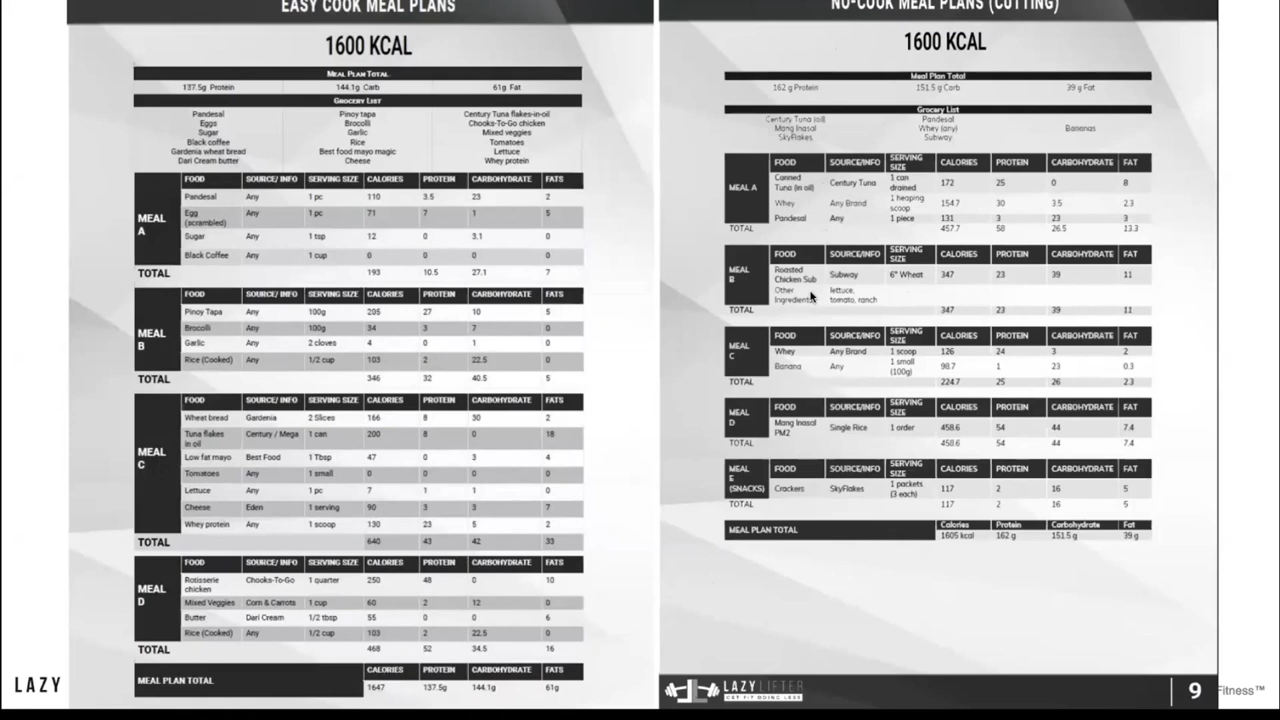 EASY COOK MEAL PLANS
1600 KCAL
MEAL PLAN TOTAL
137.5g Protein 144.1g Carb 61g Fat
GROCERY LIST
Pandesal Pinoy tapa Century Tuna flakes-in-oil
Eggs Brocolli Chooks-To-Go chicken
Sugar Garlic Mixed veggies
Black coffee Rice Tomatoes
Gardenia wheat bread Best food mayo magic Lettuce
Dari Cream butter Cheese Whey protein
MEAL A
FOOD SOURCE/ INFO SERVING SIZE CALORIES PROTEIN CARBOHYDRATE FATS
Pandesal Any 1 pc 110 3.5 23 2
Egg (scrambled) Any 1 pc 71 7 1 5
Sugar Any 1 tsp 12 0 3.1 0
Black Coffee Any 1 cup 0 0 0 0
TOTAL 193 10.5 27.1 7
MEAL B
FOOD SOURCE/ INFO SERVING SIZE CALORIES PROTEIN CARBOHYDRATE FATS
Pinoy Tapa Any 100g 205 27 10 5
Brocolli Any 100g 34 3 7 0
Garlic Any 2 cloves 4 0 1 0
Rice (Cooked) Any 1/2 cup 103 2 22.5 0
TOTAL 346 32 40.5 5
MEAL C
FOOD SOURCE/ INFO SERVING SIZE CALORIES PROTEIN CARBOHYDRATE FATS
Wheat bread Gardenia 2 Slices 166 8 30 2
Tuna flakes in oil Century / Mega 1 can 200 8 0 18
Low fat mayo Best Food 1 Tbsp 47 0 3 4
Tomatoes Any 1 small 0 0 0 0
Lettuce Any 1 pc 7 1 1 0
Cheese Eden 1 serving 90 3 3 7
Whey protein Any 1 scoop 130 23 5 2
TOTAL 640 43 42 33
MEAL D
FOOD SOURCE/ INFO SERVING SIZE CALORIES PROTEIN CARBOHYDRATE FATS
Rotisserie chicken Chooks-To-Go 1 quarter 250 48 0 10
Mixed Veggies Corn & Carrots 1 cup 60 2 12 0
Butter Dari Cream 1/2 tbsp 55 0 0 6
Rice (Cooked) Any 1/2 cup 103 2 22.5 0
TOTAL 468 52 34.5 16
CALORIES PROTEIN CARBOHYDRATE FATS
MEAL PLAN TOTAL 1647 137.5g 144.1g 61g
LAZY
NO-COOK MEAL PLANS (CUTTING)
1600 KCAL
Meal Plan Total
162 g Protein 151.5 g Carb 39 g Fat
Grocery List
Century Tuna (oil) Pandesal
Mang Inasal Whey (any) Bananas
SkyFlakes Subway
MEAL A
FOOD SOURCE/INFO SERVING SIZE CALORIES PROTEIN CARBOHYDRATE FAT
Canned Tuna (in oil) Century Tuna 1 can drained 172 25 0 8
Whey Any Brand 1 heaping scoop 154.7 30 3.5 2.3
Pandesal Any 1 piece 131 3 23 3
TOTAL 457.7 58 26.5 13.3
MEAL B
FOOD SOURCE/INFO SERVING SIZE CALORIES PROTEIN CARBOHYDRATE FAT
Roasted Chicken Sub Subway 6" Wheat 347 23 39 11
Other Ingredients lettuce, tomato, ranch
TOTAL 347 23 39 11
MEAL C
FOOD SOURCE/INFO SERVING SIZE CALORIES PROTEIN CARBOHYDRATE FAT
Whey Any Brand 1 scoop 126 24 3 2
Banana Any 1 small (100g) 98.7 1 23 0.3
TOTAL 224.7 25 26 2.3
MEAL D
FOOD SOURCE/INFO SERVING SIZE CALORIES PROTEIN CARBOHYDRATE FAT
Mang Inasal PM2 Single Rice 1 order 458.6 54 44 7.4
TOTAL 458.6 54 44 7.4
MEAL E (SNACKS)
FOOD SOURCE/INFO SERVING SIZE CALORIES PROTEIN CARBOHYDRATE FAT
Crackers SkyFlakes 1 packets (3 each) 117 2 16 5
TOTAL 117 2 16 5
Calories Protein Carbohydrate Fat
MEAL PLAN TOTAL 1605 kcal 162 g 151.5 g 39 g
LAZYLIFTER
GET FIT DOING LESS
9
Fitness™